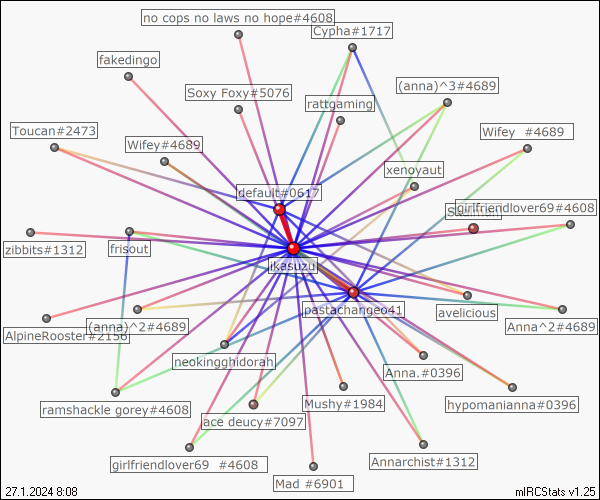 no cops no laws no hope#4608
Cypha#1717
fakedingo
Soxy Foxy#5076
rattgaming
(anna)^3#4689
Toucan#2473
Wifey#4689
Wifey  #4689
xenoyaut
default#0617
girlfriendlover69#4608
zibbits#1312
frisout
ikasuzu
pastachangeo41
avelicious
AlpineRooster#2156
(anna)^2#4689
Anna^2#4689
neokingghidorah
Anna.#0396
ramshackle gorey#4608
ace deucy#7097
Mushy#1984
hypomanianna#0396
girlfriendlover69  #4608
Mad #6901
Annarchist#1312
27.1.2024 8:08
mIRCStats v1.25